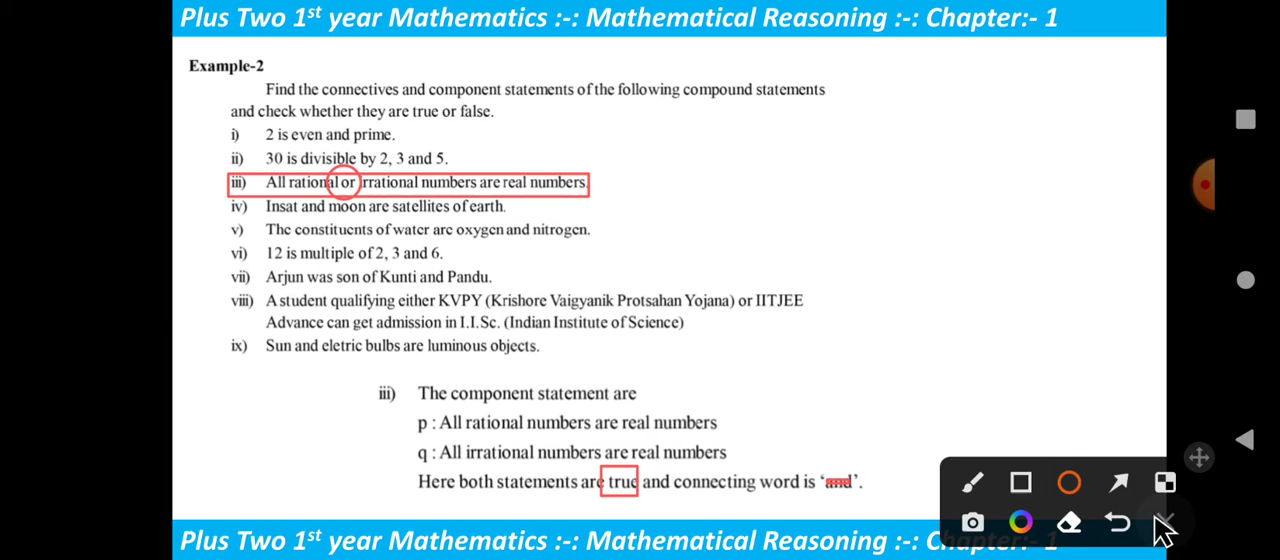 Plus Two 1st year Mathematics :-: Mathematical Reasoning :-: Chapter:- 1
Example-2
Find the connectives and component statements of the following compound statements
and check whether they are true or false.
i) 2 is even and prime.
ii) 30 is divisible by 2, 3 and 5.
iii) All rational or irrational numbers are real numbers.
iv) Insat and moon are satellites of earth.
v) The constituents of water are oxygen and nitrogen.
vi) 12 is multiple of 2, 3 and 6.
vii) Arjun was son of Kunti and Pandu.
viii) A student qualifying either KVPY (Krishore Vaigyanik Protsahan Yojana) or IITJEE
Advance can get admission in I.I.Sc. (Indian Institute of Science)
ix) Sun and eletric bulbs are luminous objects.
iii) The component statement are
p : All rational numbers are real numbers
q : All irrational numbers are real numbers
Here both statements are true and connecting word is ‘and’.
Plus Two 1st year Mathematics :-: Mathematical Reasoning :-: Chapter:- 1